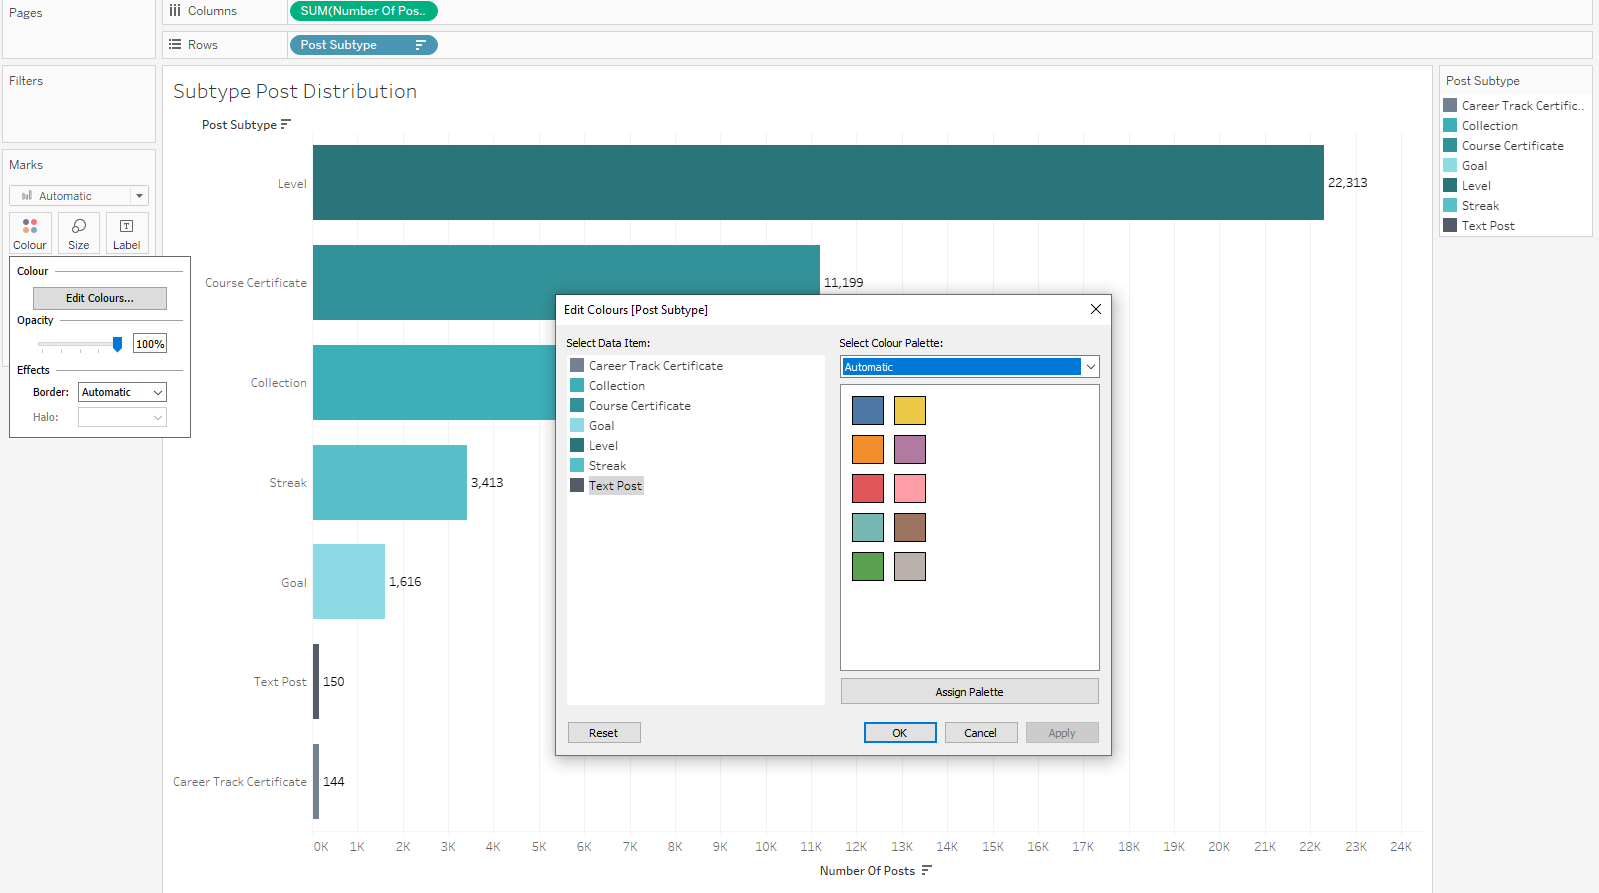 Pages
Columns
SUM(Number Of Pos..
Rows
Post Subtype
Filters
Marks
Automatic
Colour
Size
Label
Colour
Edit Colours...
Opacity
100%
Effects
Border:
Automatic
Halo:
Subtype Post Distribution
Post Subtype
Level
22,313
Course Certificate
11,199
Collection
Streak
3,413
Goal
1,616
Text Post
150
Career Track Certificate
144
0K
1K
2K
3K
4K
5K
6K
7K
8K
9K
10K
11K
12K
13K
14K
15K
16K
17K
18K
19K
20K
21K
22K
23K
24K
Number Of Posts
Edit Colours [Post Subtype]
Select Data Item:
Career Track Certificate
Collection
Course Certificate
Goal
Level
Streak
Text Post
Select Colour Palette:
Automatic
Assign Palette
Reset
OK
Cancel
Apply
Post Subtype
Career Track Certific..
Collection
Course Certificate
Goal
Level
Streak
Text Post